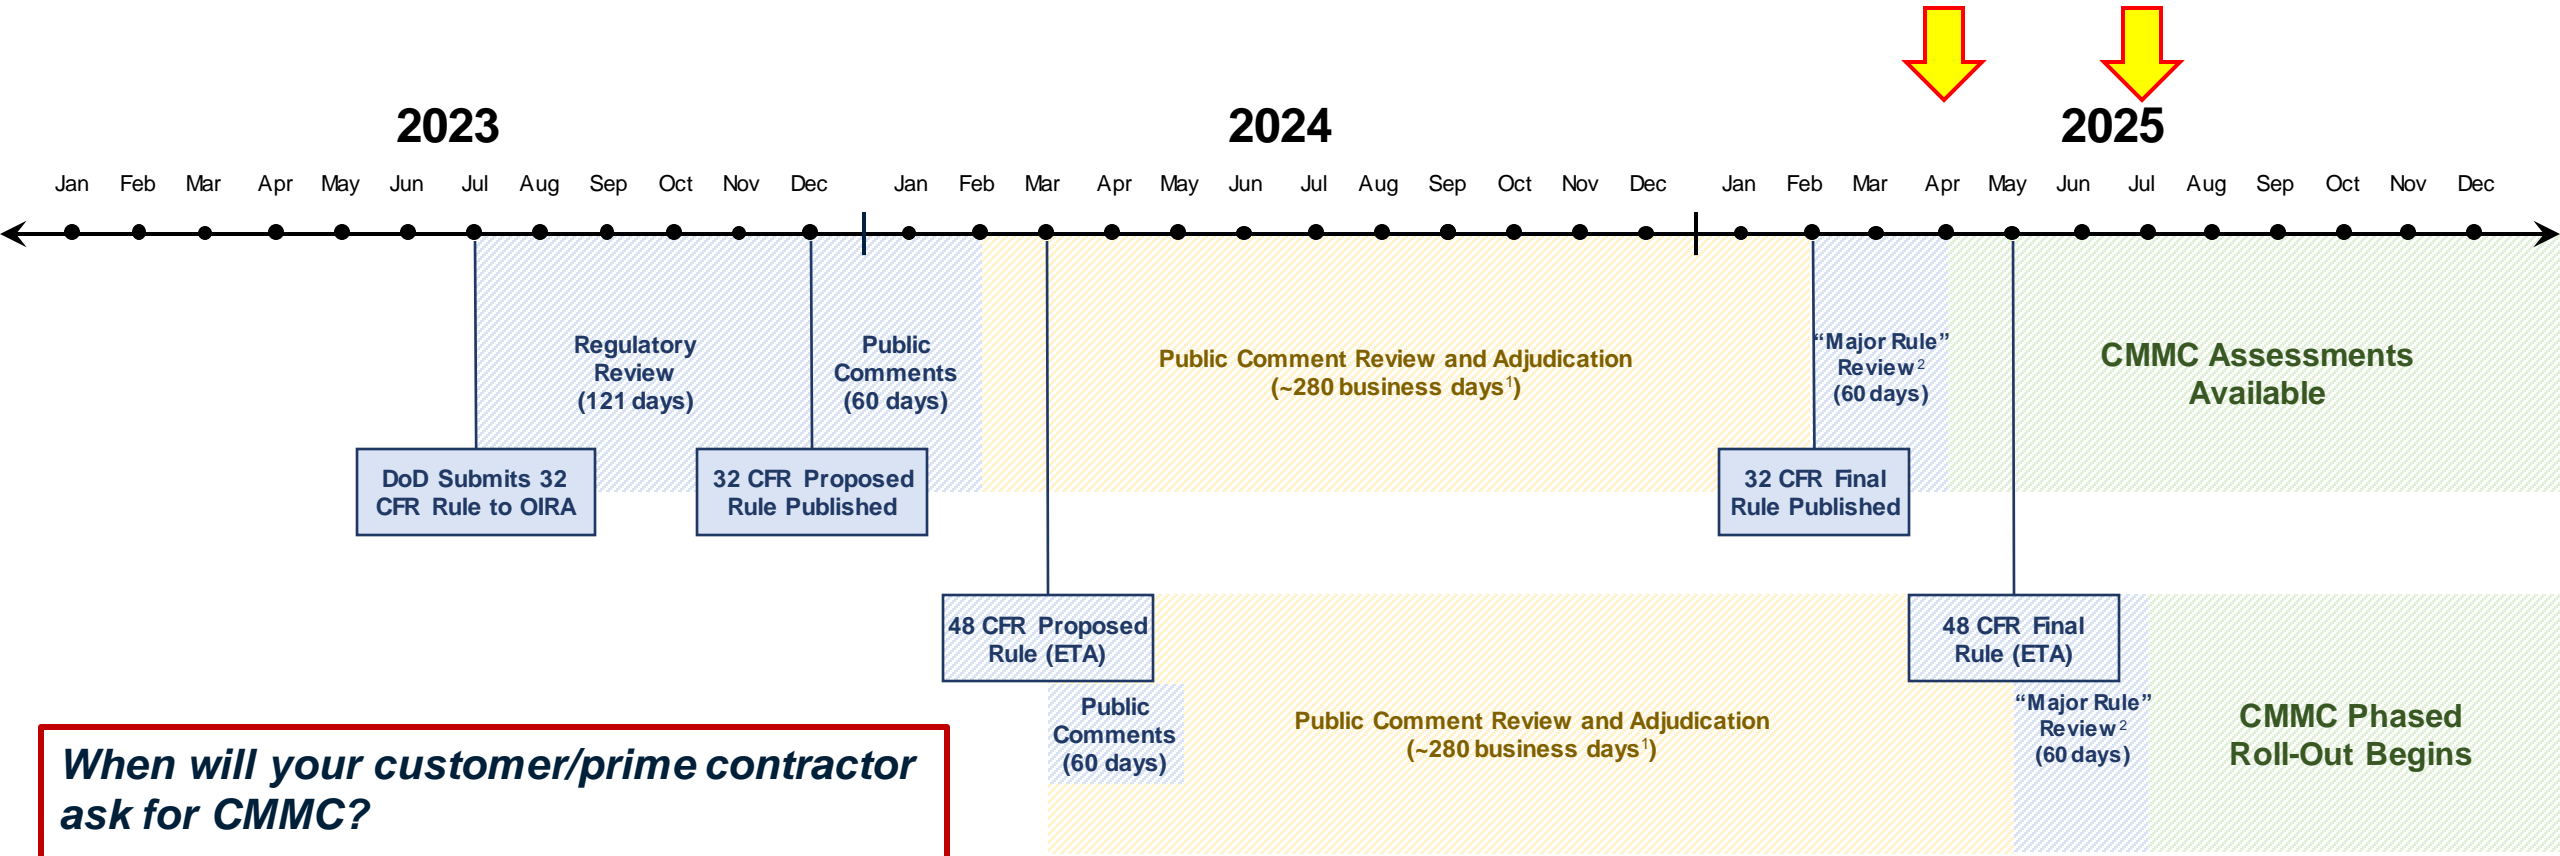 2023
2024
2025
Jan Feb Mar Apr May Jun Jul Aug Sep Oct Nov Dec Jan Feb Mar Apr May Jun Jul Aug Sep Oct Nov Dec Jan Feb Mar Apr May Jun Jul Aug Sep Oct Nov Dec
Regulatory
Review
(121 days)
Public
Comments
(60 days)
Public Comment Review and Adjudication
(~280 business days¹)
“Major Rule”
Review²
(60 days)
CMMC Assessments
Available
DoD Submits 32
CFR Rule to OIRA
32 CFR Proposed
Rule Published
32 CFR Final
Rule Published
48 CFR Proposed
Rule (ETA)
48 CFR Final
Rule (ETA)
Public
Comments
(60 days)
Public Comment Review and Adjudication
(~280 business days¹)
“Major Rule”
Review²
(60 days)
CMMC Phased
Roll-Out Begins
When will your customer/prime contractor
ask for CMMC?